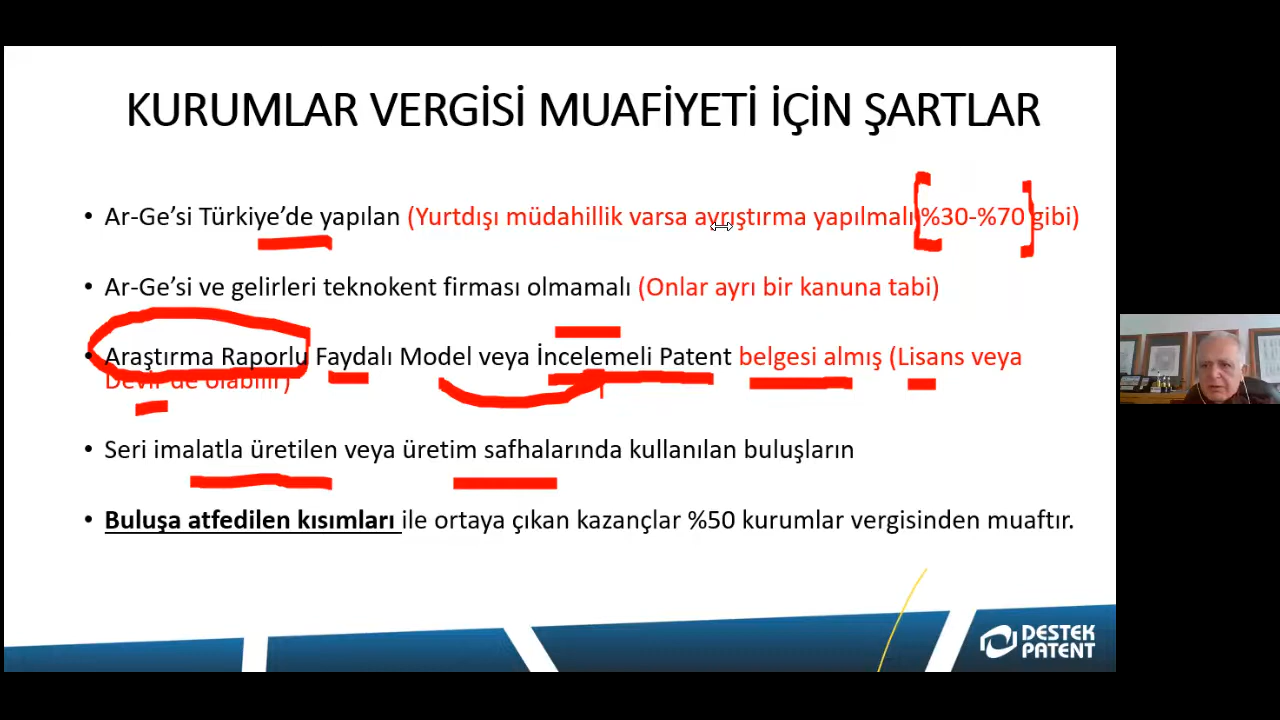 KURUMLAR VERGİSİ MUAFİYETİ İÇİN ŞARTLAR
• Ar-Ge’si Türkiye’de yapılan (Yurtdışı müdahillik varsa ayrıştırma yapılmalı %30-%70 gibi)
• Ar-Ge’si ve gelirleri teknokent firması olmamalı (Onlar ayrı bir kanuna tabi)
• Araştırma Raporlu Faydalı Model veya İncelemeli Patent belgesi almış (Lisans veya
Devir de olabilir)
• Seri imalatla üretilen veya üretim safhalarında kullanılan buluşların
• Buluşa atfedilen kısımları ile ortaya çıkan kazançlar %50 kurumlar vergisinden muaftır.
DESTEK
PATENT